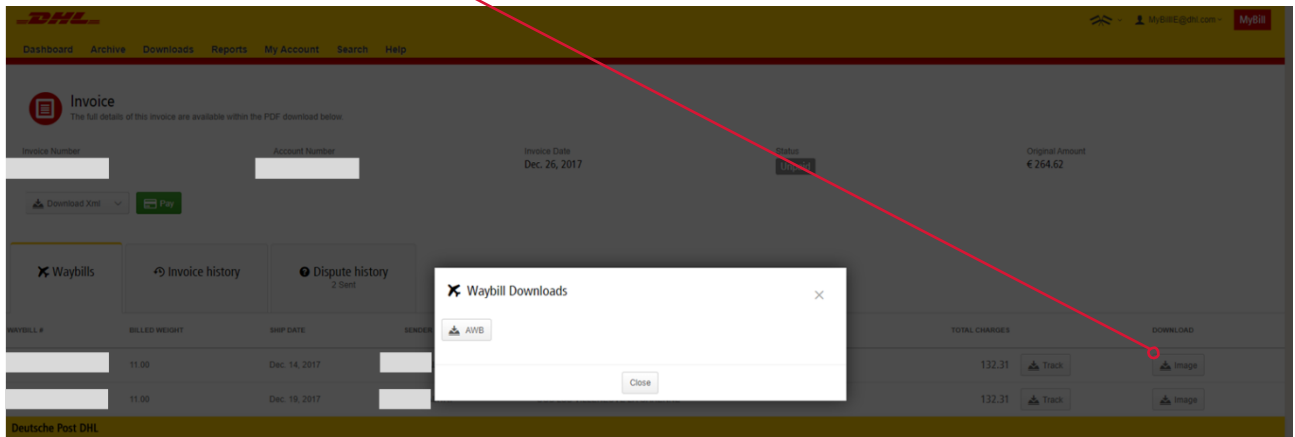 DHL
MyBillIE@dhl.com
MyBill
Dashboard Archive Downloads Reports My Account Search Help
Invoice
The full details of this invoice are available within the PDF download below.
Invoice Number Account Number Invoice Date Status Original Amount
Dec. 26, 2017 Unpaid € 264.62
Download Xml Pay
Waybills Invoice history Dispute history
2 Sent
Waybill Downloads
WAYBILL # BILLED WEIGHT SHIP DATE SENDER TOTAL CHARGES DOWNLOAD
AWB
11.00 Dec. 14, 2017 132.31 Track Image
Close
11.00 Dec. 19, 2017 132.31 Track Image
Deutsche Post DHL